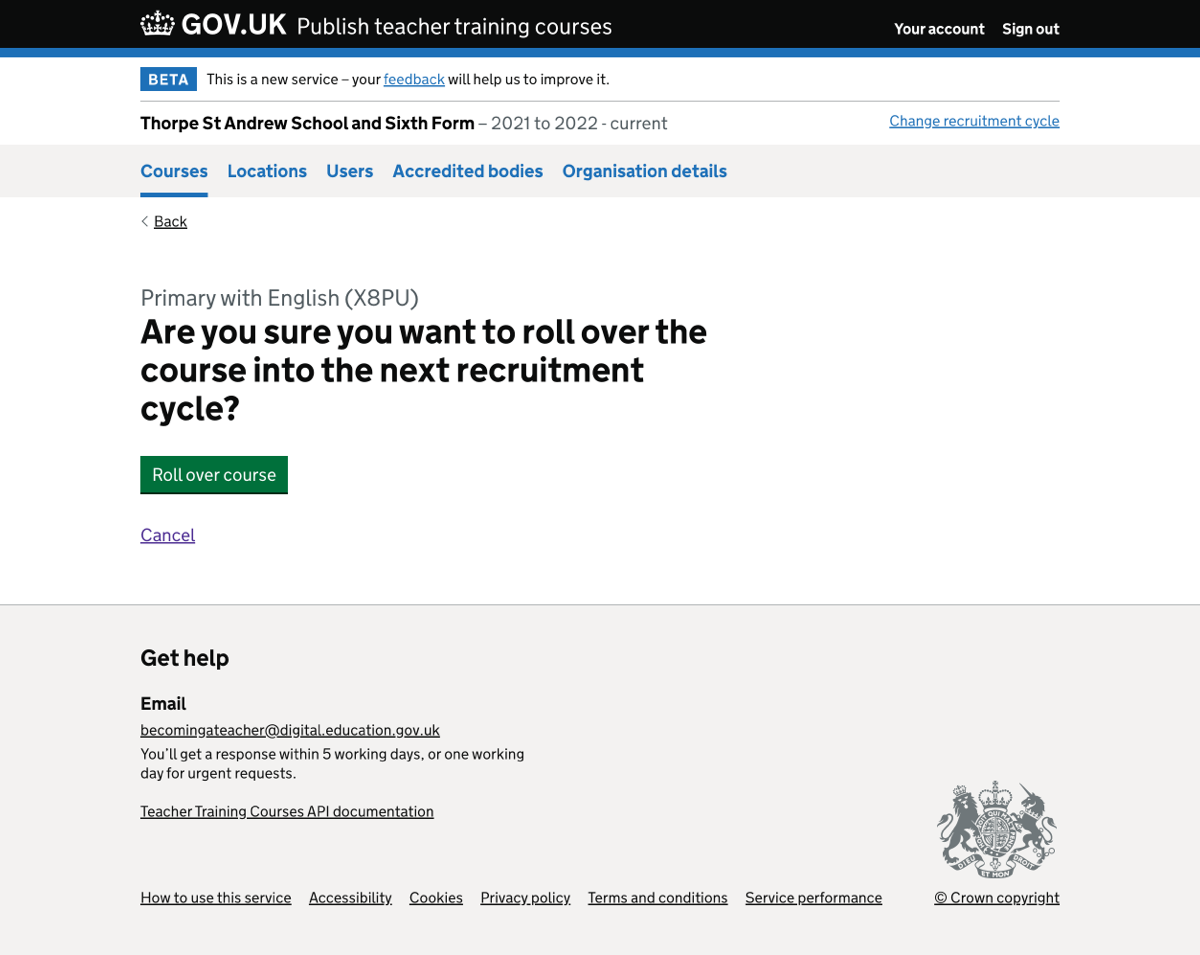 GOV.UK Publish teacher training courses
Your account Sign out
BETA This is a new service – your feedback will help us to improve it.
Thorpe St Andrew School and Sixth Form – 2021 to 2022 - current
Change recruitment cycle
Courses Locations Users Accredited bodies Organisation details
Back
Primary with English (X8PU)
Are you sure you want to roll over the
course into the next recruitment
cycle?
Roll over course
Cancel
Get help
Email
becomingateacher@digital.education.gov.uk
You’ll get a response within 5 working days, or one working
day for urgent requests.
Teacher Training Courses API documentation
DIEU ET MON DROIT
How to use this service Accessibility Cookies Privacy policy Terms and conditions Service performance
© Crown copyright